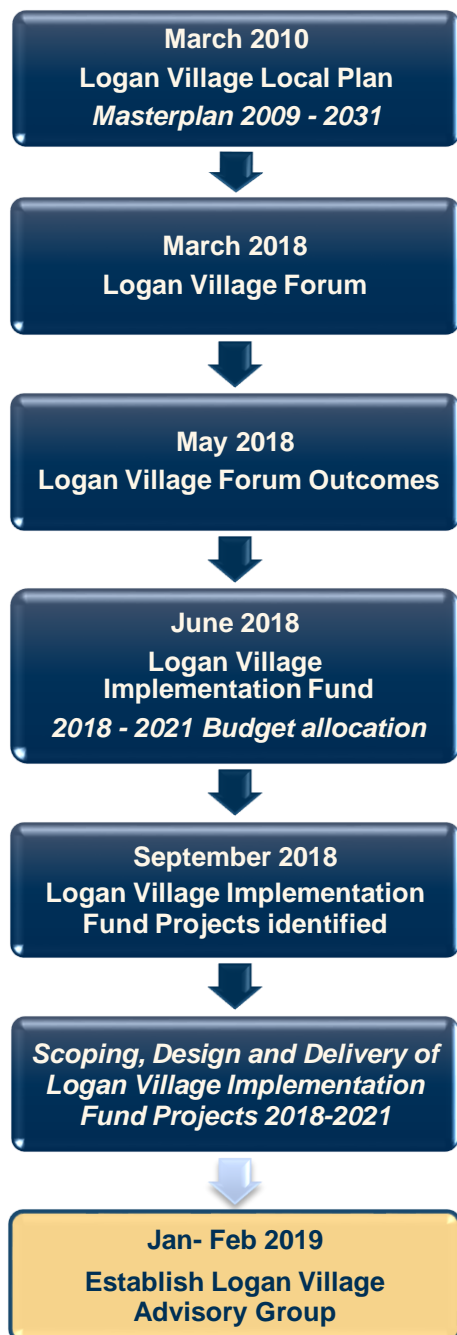 March 2010
Logan Village Local Plan
Masterplan 2009 - 2031
March 2018
Logan Village Forum
May 2018
Logan Village Forum Outcomes
June 2018
Logan Village
Implementation Fund
2018 - 2021 Budget allocation
September 2018
Logan Village Implementation
Fund Projects identified
Scoping, Design and Delivery of
Logan Village Implementation
Fund Projects 2018-2021
Jan- Feb 2019
Establish Logan Village
Advisory Group